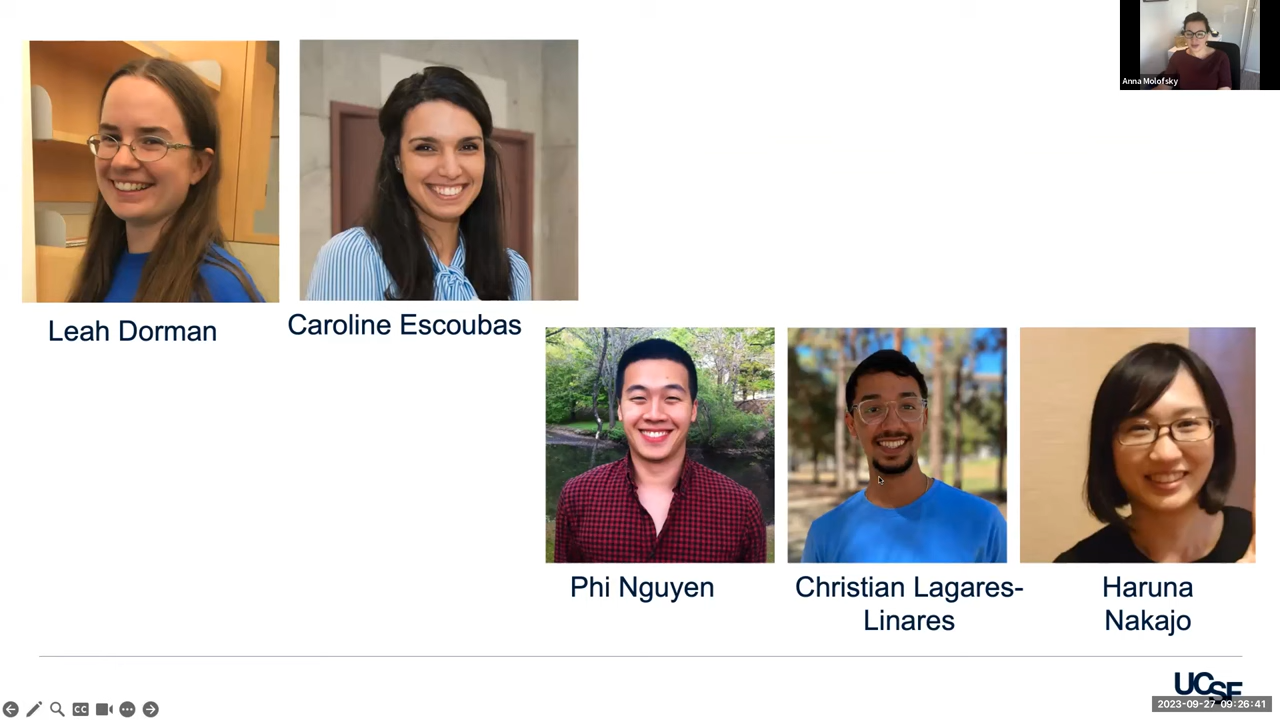 Anna Molofsky
Leah Dorman
Caroline Escoubas
Phi Nguyen
Christian Lagares-
Linares
Haruna
Nakajo
UCSF
2023-09-27 09:26:41
CC